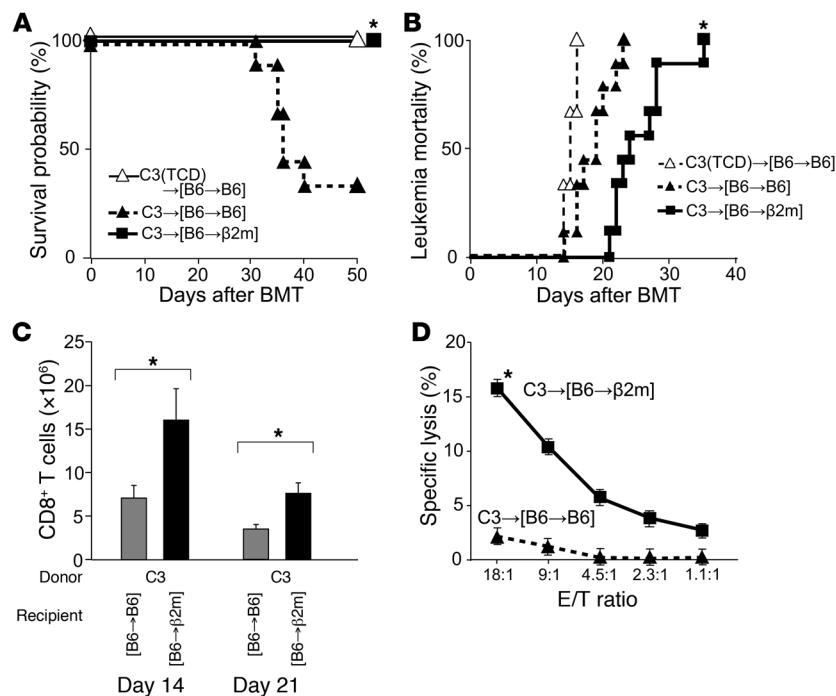 A
*
Survival probability (%)
100
50
0
C3(TCD)
→[B6→B6]
C3→[B6→B6]
C3→[B6→β2m]
0 10 20 30 40 50
Days after BMT
B
*
Leukemia mortality (%)
100
50
0
C3(TCD)→[B6→B6]
C3→[B6→B6]
C3→[B6→β2m]
0 10 20 30 40
Days after BMT
C
CD8⁺ T cells (×10⁶)
25
20
15
10
5
0
*
*
Donor C3 C3
Recipient [B6→B6] [B6→β2m] [B6→B6] [B6→β2m]
Day 14 Day 21
D
Specific lysis (%)
20
15
10
5
0
*
C3→[B6→β2m]
C3→[B6→B6]
18:1 9:1 4.5:1 2.3:1 1.1:1
E/T ratio